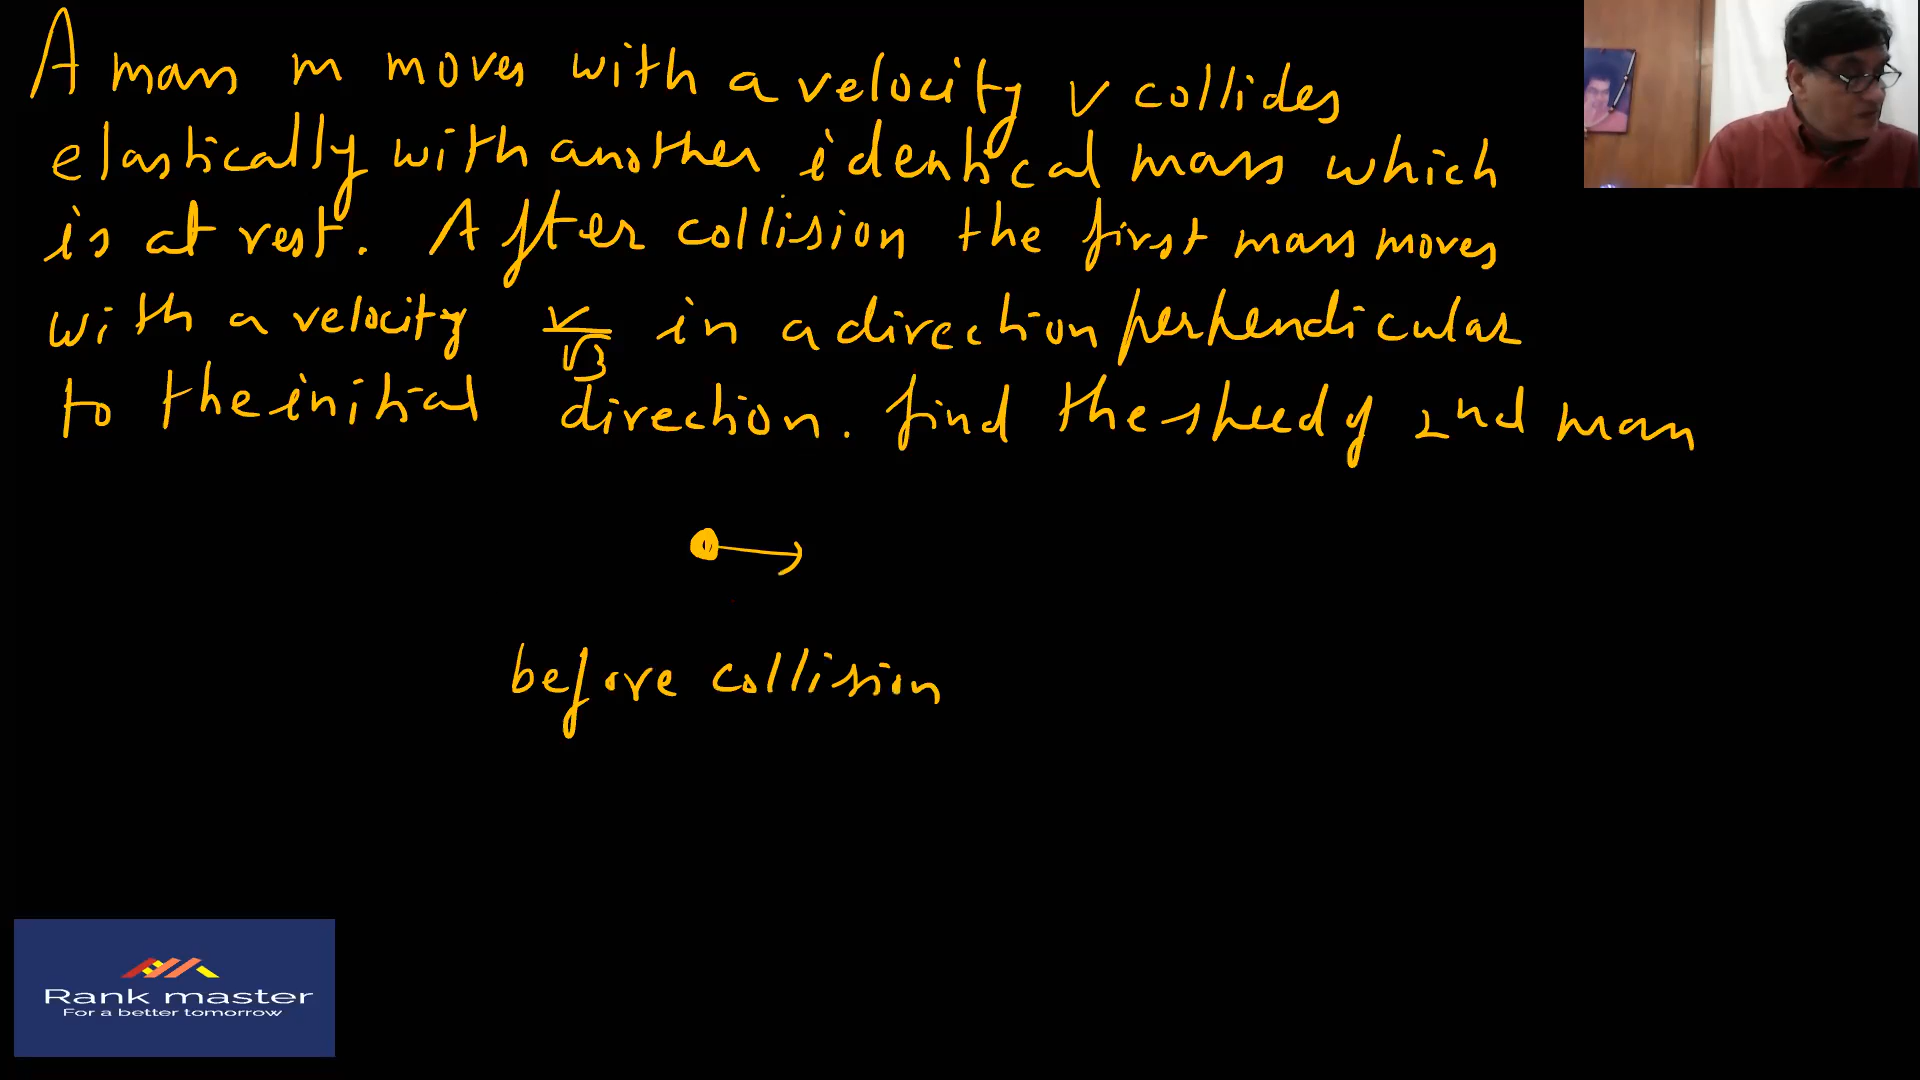 A mass m moves with a velocity v collides
elastically with another identical mass which
is at rest. After collision the first mass moves
with a velocity v/√3 in a direction perpendicular
to the initial direction. find the speed of 2nd mass
before collision
Rank master
For a better tomorrow